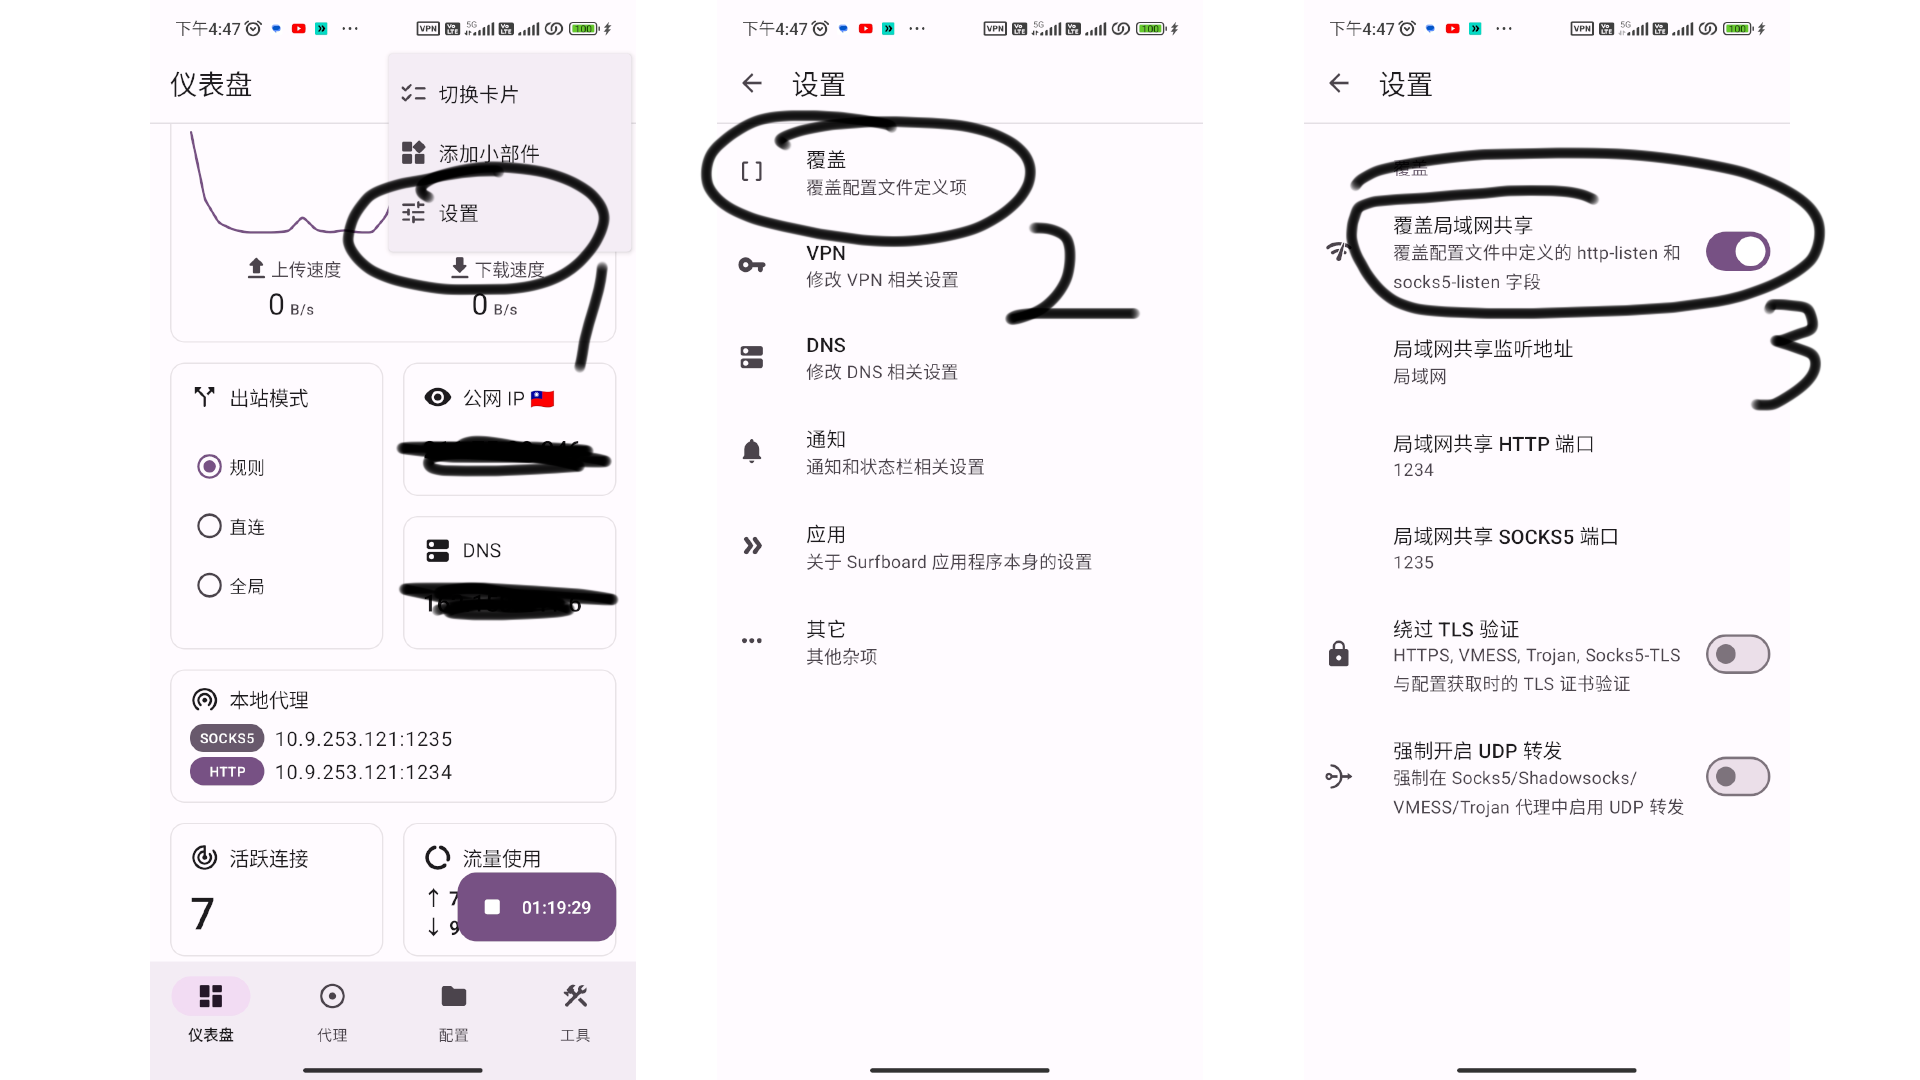 下午4:47
VPN
5G
100
仪表盘
切换卡片
添加小部件
设置
上传速度
下载速度
0 B/s
0 B/s
1
出站模式
规则
直连
全局
公网 IP
DNS
本地代理
SOCKS5 10.9.253.121:1235
HTTP 10.9.253.121:1234
活跃连接
7
流量使用
↑ 7
↓ 9
01:19:29
仪表盘
代理
配置
工具
下午4:47
VPN
5G
100
设置
覆盖
覆盖配置文件定义项
2
VPN
修改 VPN 相关设置
DNS
修改 DNS 相关设置
通知
通知和状态栏相关设置
应用
关于 Surfboard 应用程序本身的设置
其它
其他杂项
下午4:47
VPN
5G
100
设置
覆盖
覆盖局域网共享
覆盖配置文件中定义的 http-listen 和
socks5-listen 字段
3
局域网共享监听地址
局域网
局域网共享 HTTP 端口
1234
局域网共享 SOCKS5 端口
1235
绕过 TLS 验证
HTTPS, VMESS, Trojan, Socks5-TLS
与配置获取时的 TLS 证书验证
强制开启 UDP 转发
强制在 Socks5/Shadowsocks/
VMESS/Trojan 代理中启用 UDP 转发